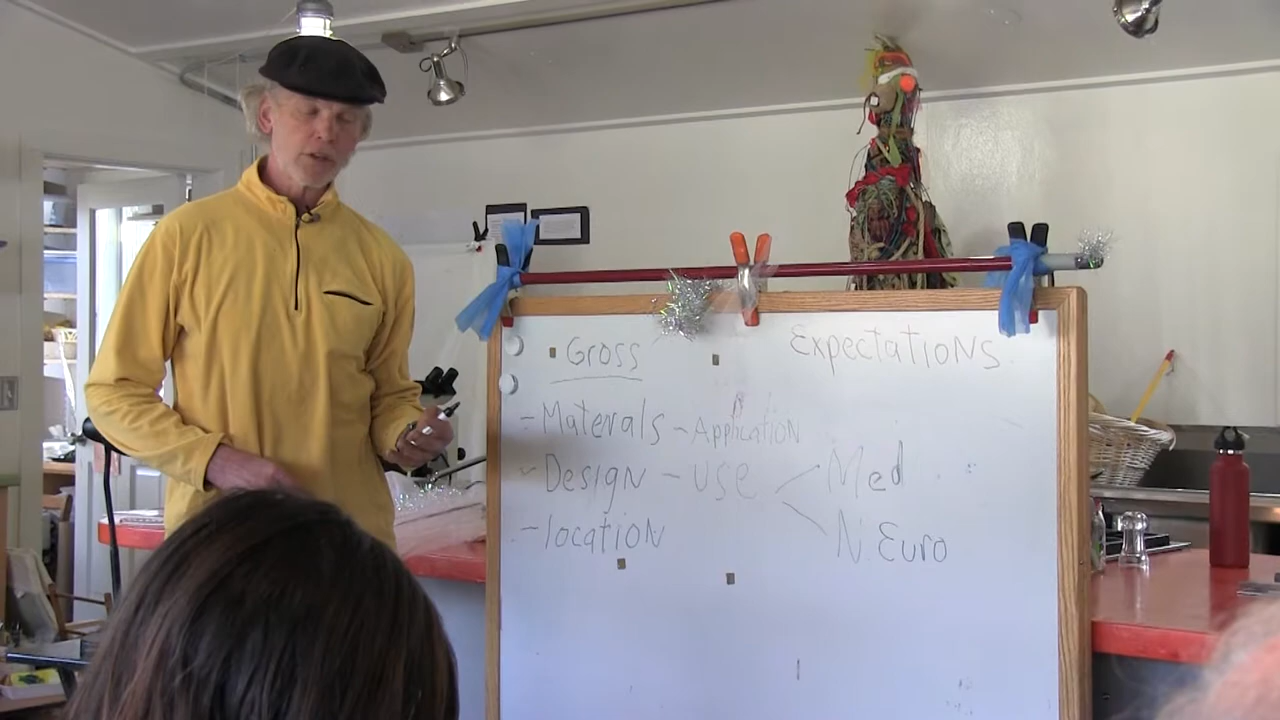 Gross
Expectations
- Materals - Application
- Design - use < Med
N. Euro
- location